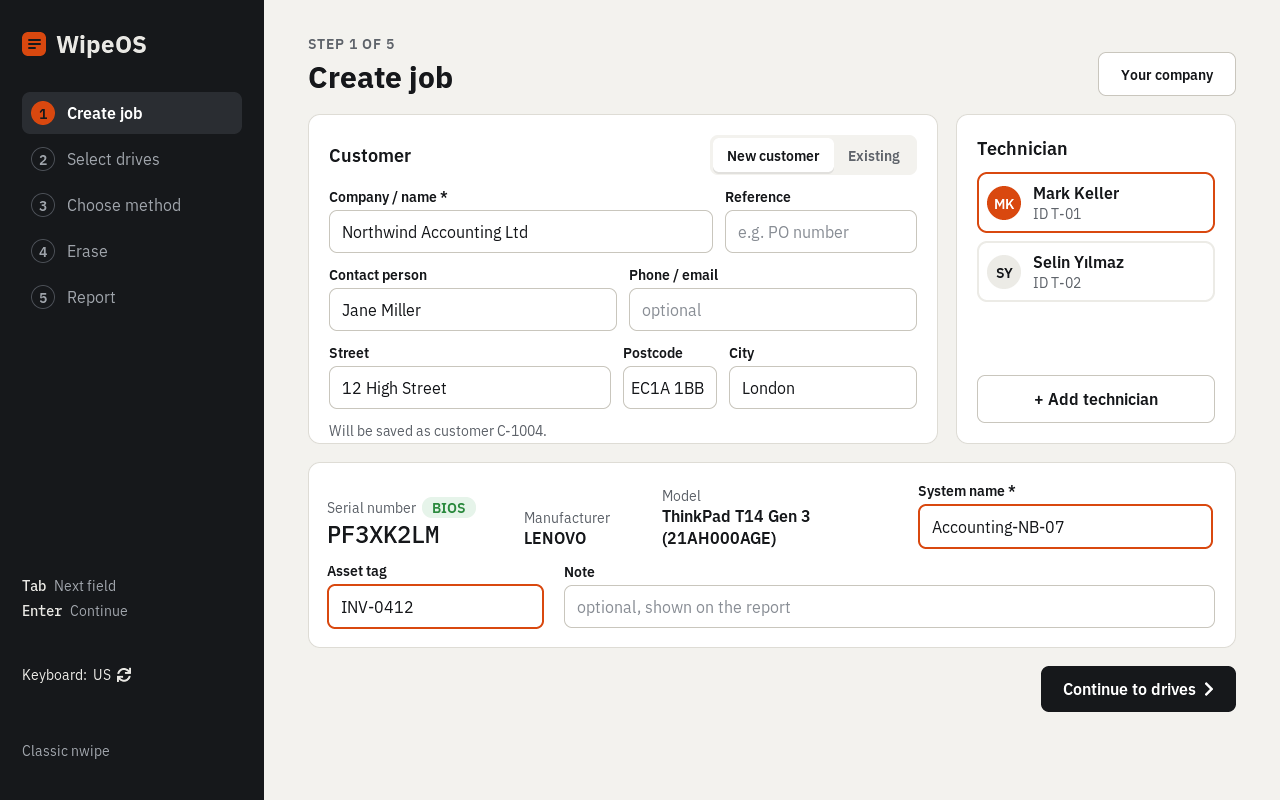 WipeOS
1 Create job
2 Select drives
3 Choose method
4 Erase
5 Report
Tab Next field
Enter Continue
Keyboard: US
Classic nwipe
STEP 1 OF 5
Create job
Your company
Customer
New customer Existing
Company / name * Reference
Northwind Accounting Ltd e.g. PO number
Contact person Phone / email
Jane Miller optional
Street Postcode City
12 High Street EC1A 1BB London
Will be saved as customer C-1004.
Technician
MK Mark Keller
ID T-01
SY Selin Yılmaz
ID T-02
+ Add technician
Serial number BIOS
PF3XK2LM
Manufacturer
LENOVO
Model
ThinkPad T14 Gen 3
(21AH000AGE)
System name *
Accounting-NB-07
Asset tag Note
INV-0412 optional, shown on the report
Continue to drives